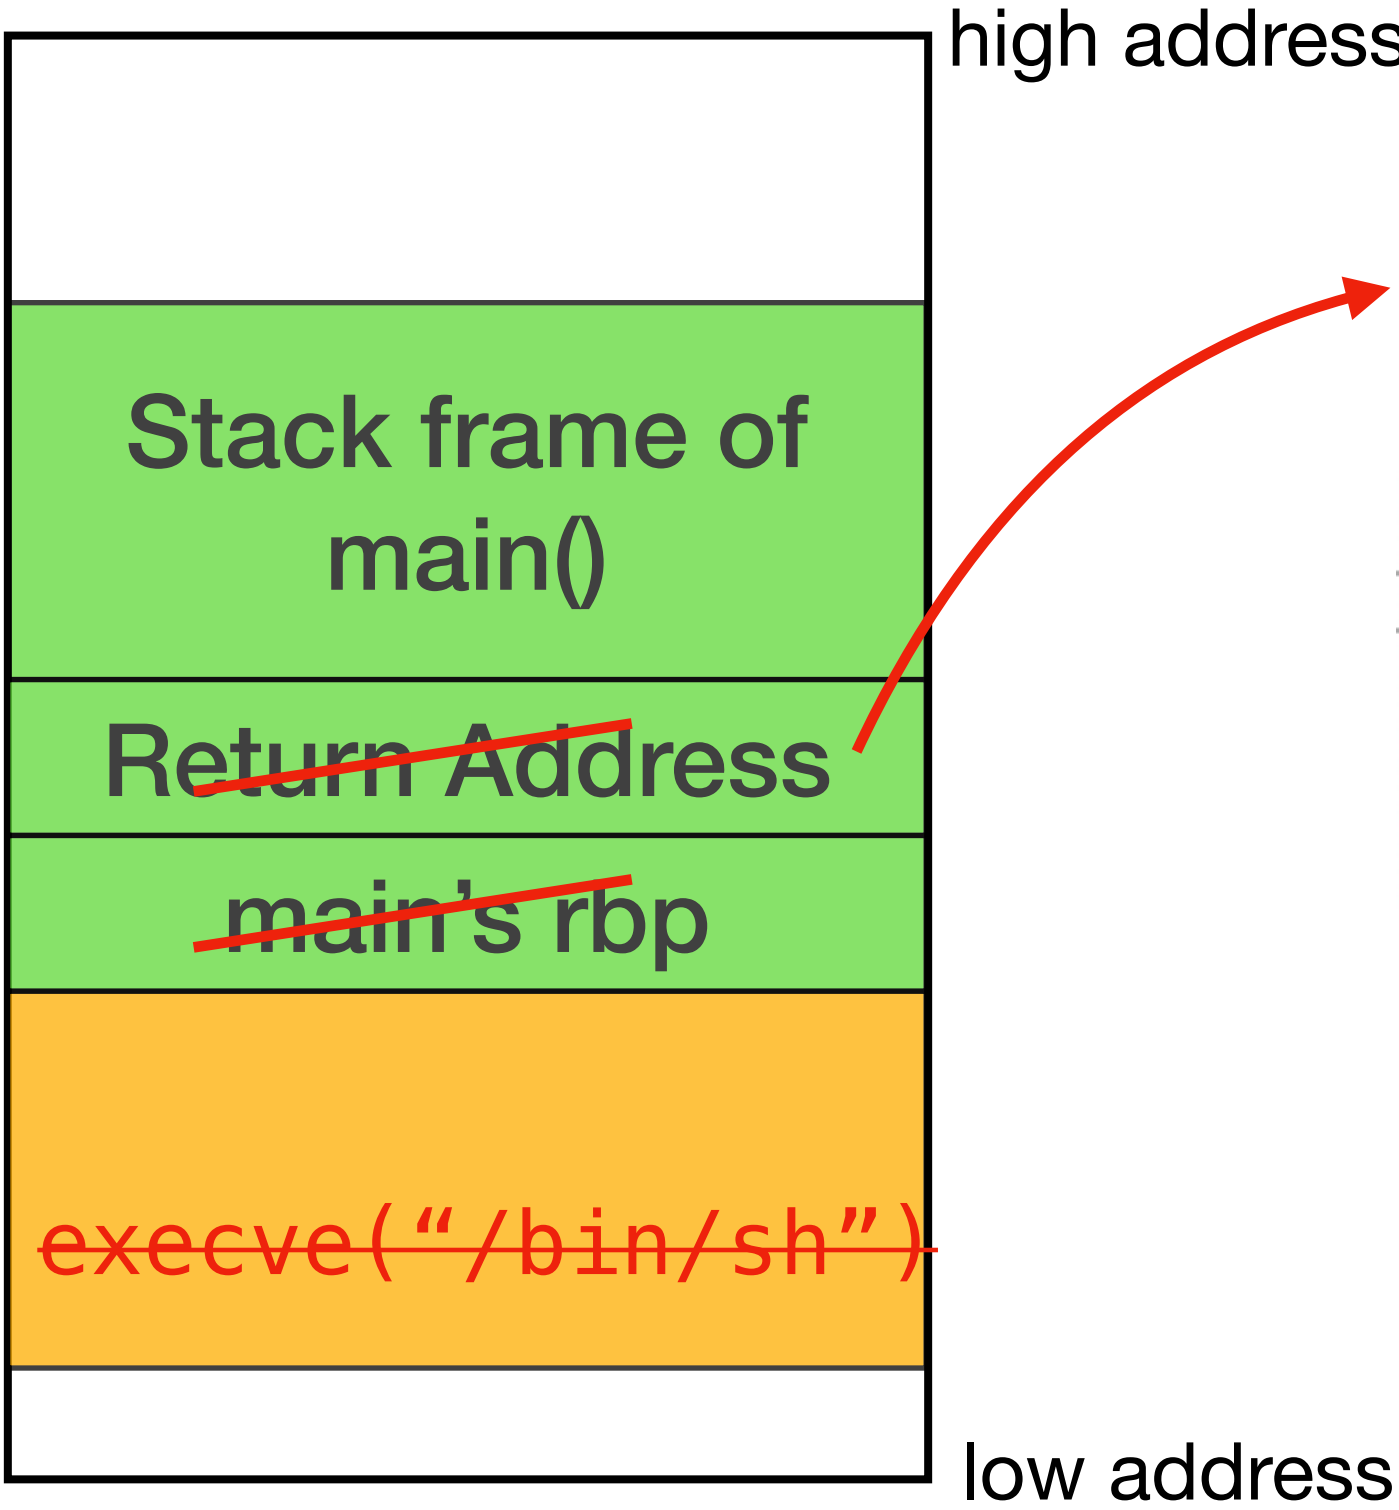 high address
Stack frame of
main()
Return Address
main’s rbp
execve(“/bin/sh”)
low address